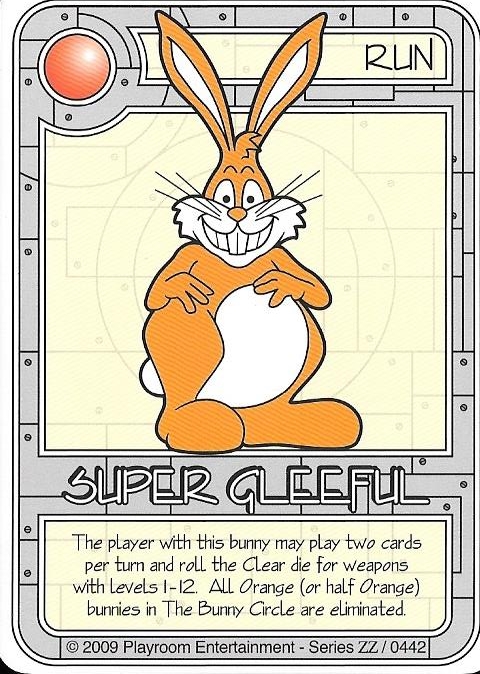 RUN
SUPER GLEEFUL
The player with this bunny may play two cards
per turn and roll the Clear die for weapons
with levels 1-12. All Orange (or half Orange)
bunnies in The Bunny Circle are eliminated.
© 2009 Playroom Entertainment - Series ZZ / 0442